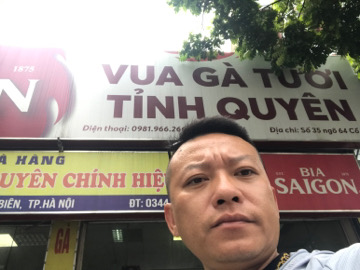 1875
VUA GÀ TƯƠI
TỈNH QUYÊN
Điện thoại: 0981.966.26
Địa chỉ: Số 35 ngõ 64 Cổ
HÀNG
UYÊN CHÍNH HIỆ
BIÊN, TP.HÀ NỘI
ĐT: 0344
BIA
SAIGON
GÀ